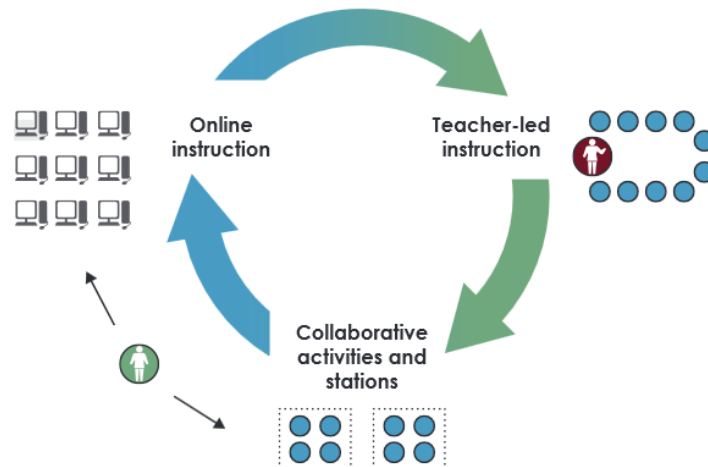 Online
instruction
Teacher-led
instruction
Collaborative
activities and
stations